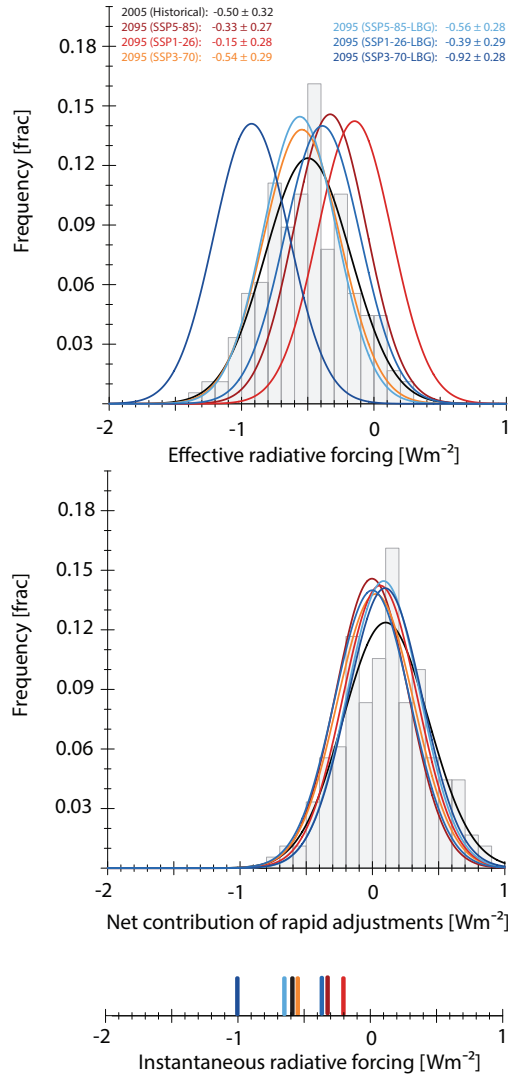 2005 (Historical): -0.50 ± 0.32
2095 (SSP5-85): -0.33 ± 0.27 2095 (SSP5-85-LBG): -0.56 ± 0.28
2095 (SSP1-26): -0.15 ± 0.28 2095 (SSP1-26-LBG): -0.39 ± 0.29
2095 (SSP3-70): -0.54 ± 0.29 2095 (SSP3-70-LBG): -0.92 ± 0.28
0.18
0.15
0.12
0.09
0.06
0.03
Frequency [frac]
-2 -1 0 1
Effective radiative forcing [Wm⁻²]
0.18
0.15
0.12
0.09
0.06
0.03
Frequency [frac]
-2 -1 0 1
Net contribution of rapid adjustments [Wm⁻²]
-2 -1 0 1
Instantaneous radiative forcing [Wm⁻²]